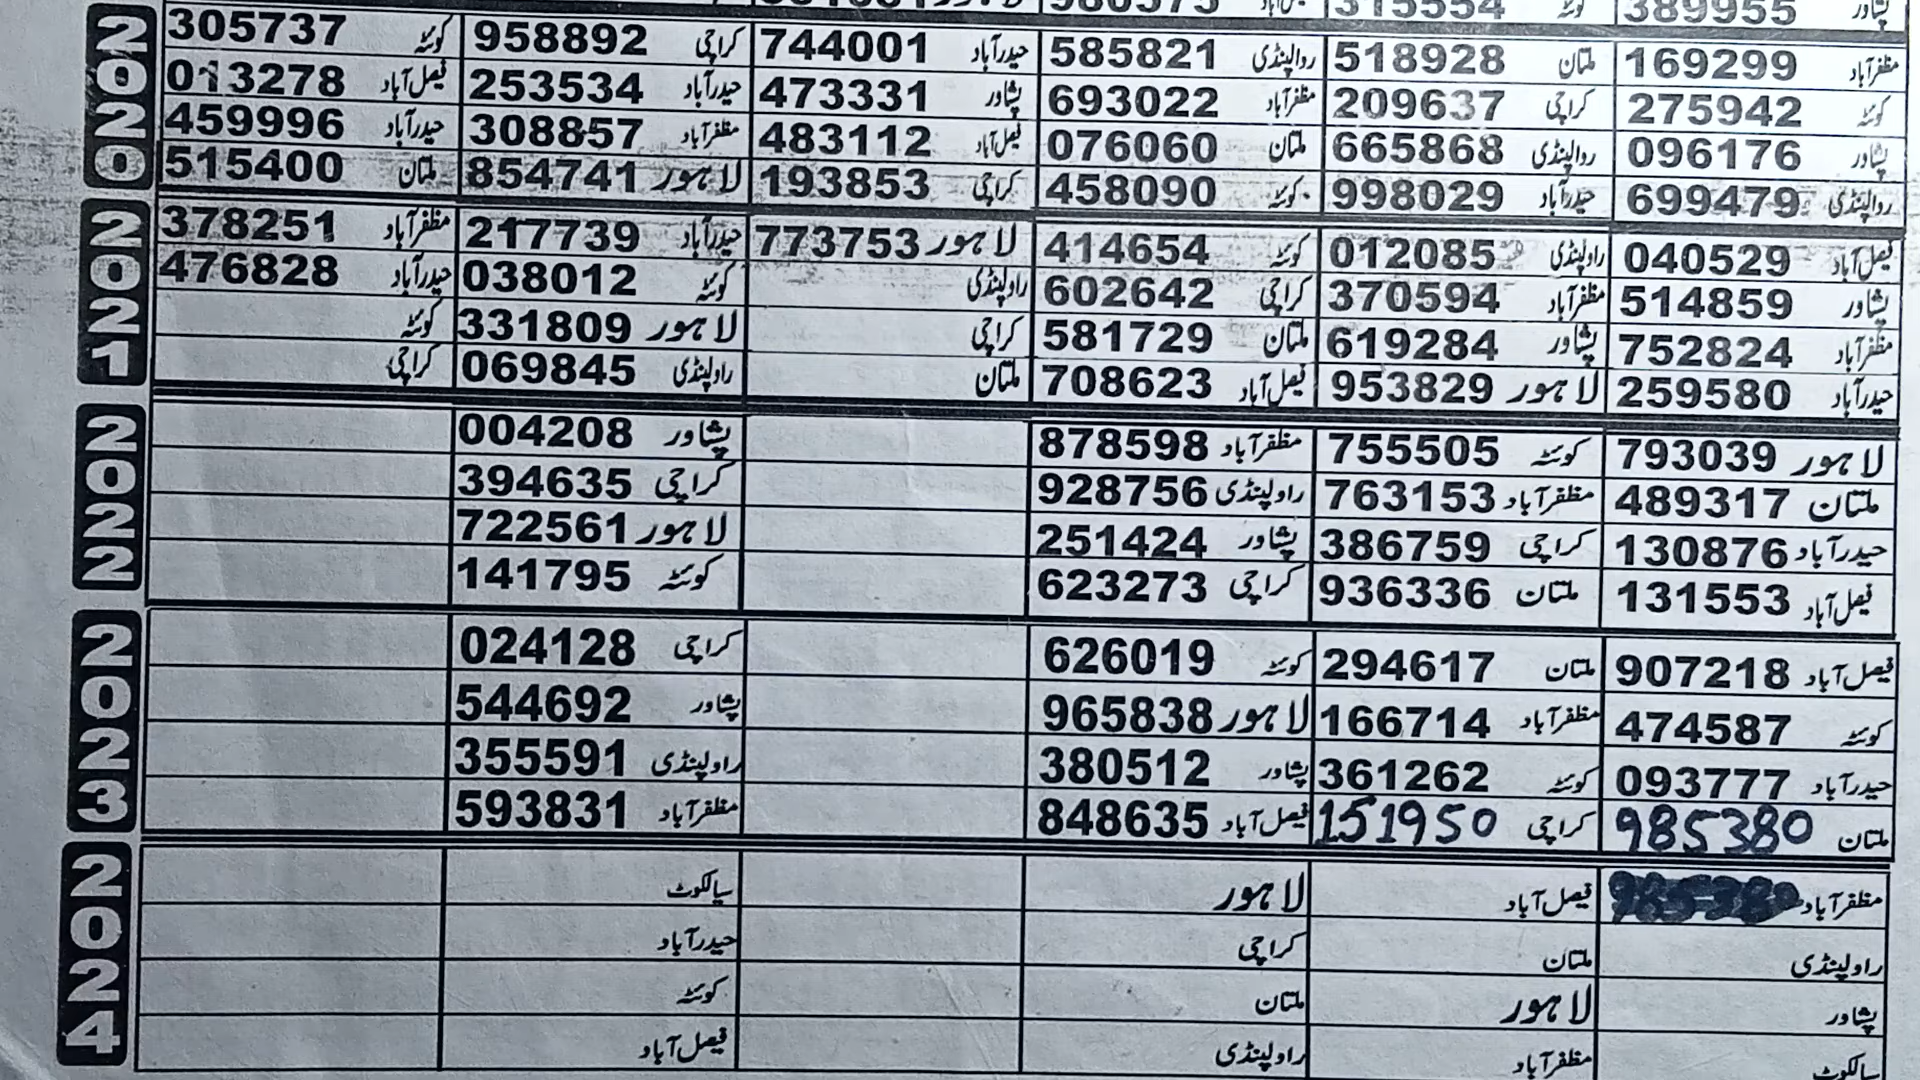 980573 فیصل آباد 315554 کوئٹہ 389955 پشاور
2020
305737 کوئٹہ 958892 کراچی 744001 حیدرآباد 585821 روالپنڈی 518928 ملتان 169299 مظفرآباد
013278 فیصل آباد 253534 حیدرآباد 473331 پشاور 693022 مظفرآباد 209637 کراچی 275942 کوئٹہ
459996 حیدرآباد 308857 مظفرآباد 483112 فیصل آباد 076060 ملتان 665868 روالپنڈی 096176 پشاور
515400 ملتان 854741 لاہور 193853 کراچی 458090 کوئٹہ 998029 حیدرآباد 699479 روالپنڈی
2021
378251 مظفرآباد 217739 حیدرآباد 773753 لاہور 414654 کوئٹہ 012085 راولپنڈی 040529 فیصل آباد
476828 حیدرآباد 038012 کوئٹہ راولپنڈی 602642 کراچی 370594 مظفرآباد 514859 پشاور
کوئٹہ 331809 لاہور کراچی 581729 ملتان 619284 پشاور 752824 مظفرآباد
کراچی 069845 راولپنڈی ملتان 708623 فیصل آباد 953829 لاہور 259580 حیدرآباد
2022
004208 پشاور 878598 مظفرآباد 755505 کوئٹہ 793039 لاہور
394635 کراچی 928756 راولپنڈی 763153 مظفرآباد 489317 ملتان
722561 لاہور 251424 پشاور 386759 کراچی 130876 حیدرآباد
141795 کوئٹہ 623273 کراچی 936336 ملتان 131553 فیصل آباد
2023
024128 کراچی 626019 کوئٹہ 294617 ملتان 907218 فیصل آباد
544692 پشاور 965838 لاہور 166714 مظفرآباد 474587 کوئٹہ
355591 راولپنڈی 380512 پشاور 361262 کوئٹہ 093777 حیدرآباد
593831 مظفرآباد 848635 فیصل آباد 151950 کراچی 985380 ملتان
2024
سیالکوٹ لاہور فیصل آباد مظفرآباد
حیدرآباد کراچی ملتان راولپنڈی
کوئٹہ ملتان لاہور پشاور
فیصل آباد راولپنڈی مظفرآباد سیالکوٹ